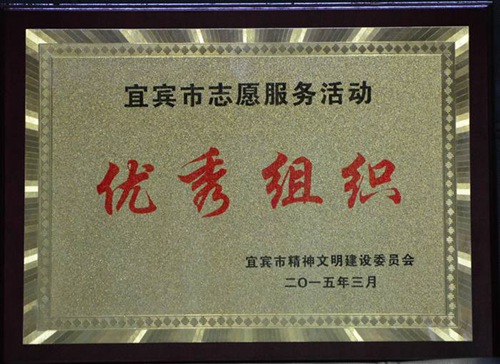 宜宾市志愿服务活动
优秀组织
宜宾市精神文明建设委员会
二〇一五年三月